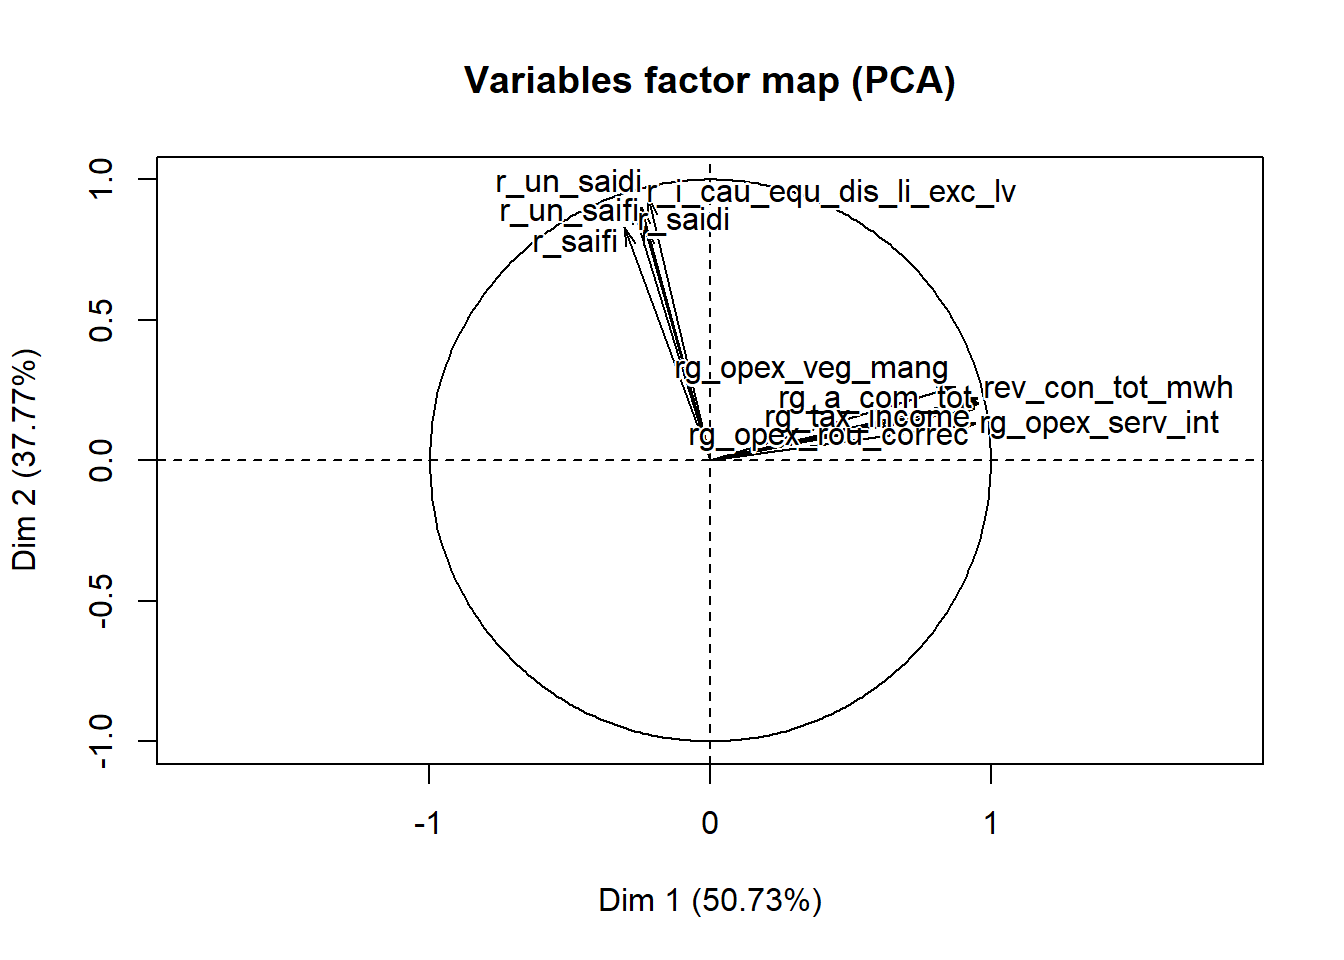 Variables factor map (PCA)
r_un_saidi
r_i_cau_equ_dis_li_exc_lv
r_un_saifi
r_saidi
r_saifi
rg_opex_veg_mang
rev_con_tot_mwh
rg_a_com_tot
rg_tax_income
rg_opex_serv_int
rg_opex_rou_correc
1.0
0.5
0.0
-0.5
-1.0
Dim 2 (37.77%)
-1 0 1
Dim 1 (50.73%)